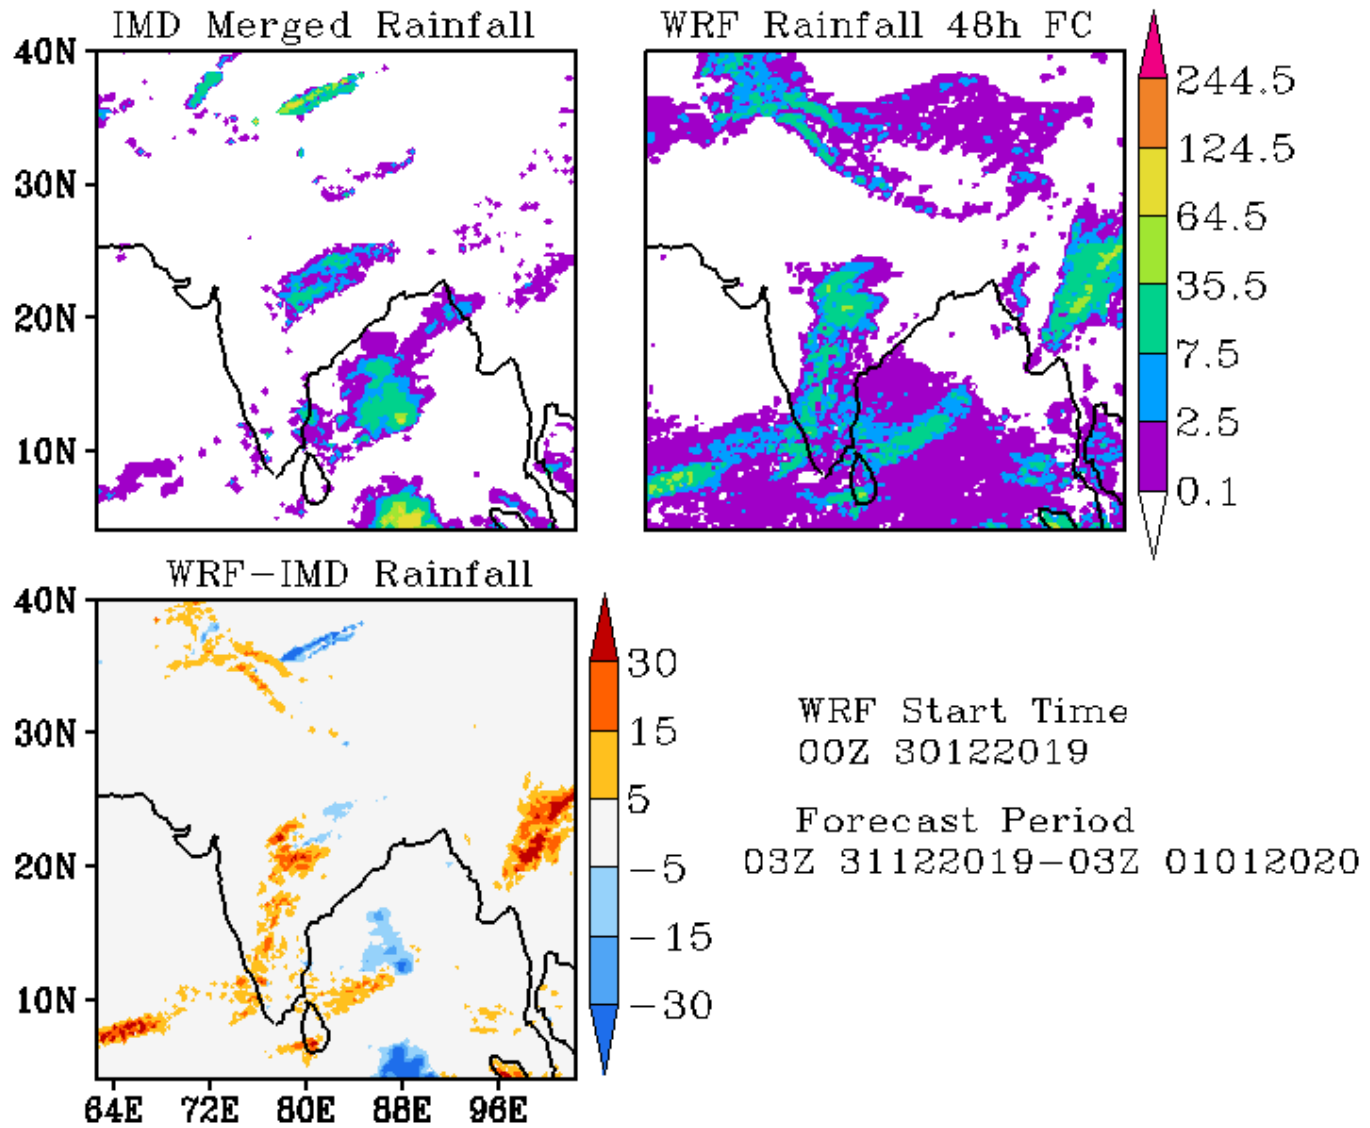 IMD Merged Rainfall
WRF Rainfall 48h FC
40N
30N
20N
10N
244.5
124.5
64.5
35.5
7.5
2.5
0.1
WRF-IMD Rainfall
40N
30N
20N
10N
64E 72E 80E 88E 96E
30
15
5
-5
-15
-30
WRF Start Time
00Z 30122019
Forecast Period
03Z 31122019-03Z 01012020